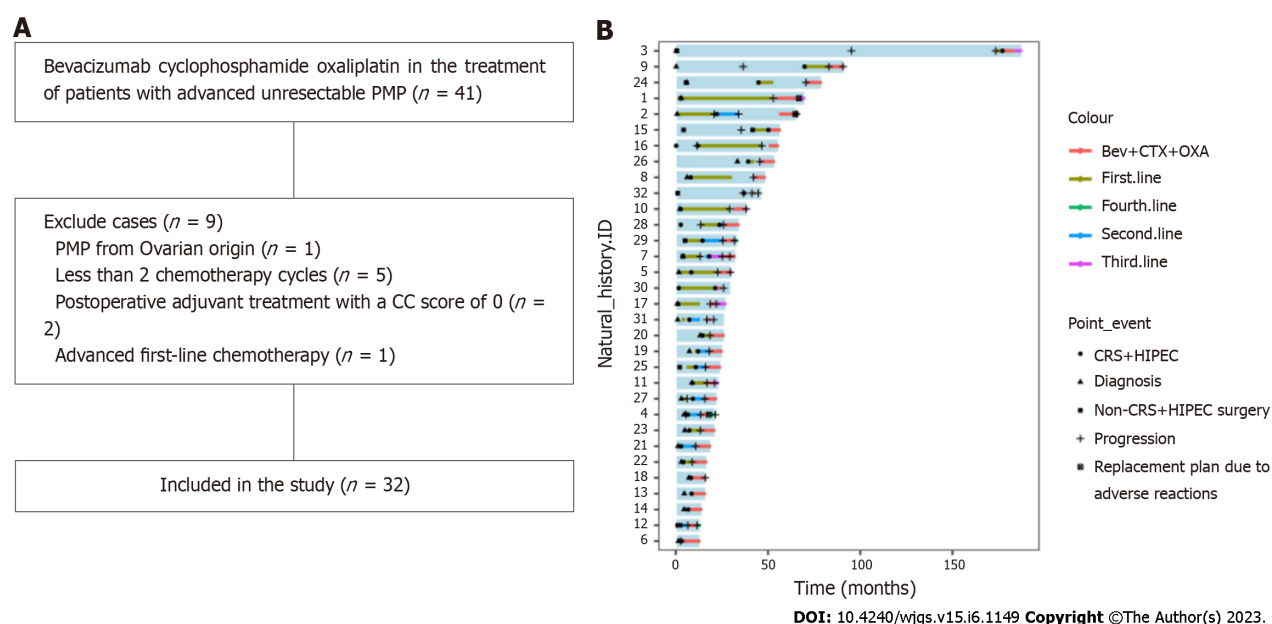 A
Bevacizumab cyclophosphamide oxaliplatin in the treatment
of patients with advanced unresectable PMP (n = 41)
Exclude cases (n = 9)
PMP from Ovarian origin (n = 1)
Less than 2 chemotherapy cycles (n = 5)
Postoperative adjuvant treatment with a CC score of 0 (n =
2)
Advanced first-line chemotherapy (n = 1)
Included in the study (n = 32)
B
Natural_history.ID
3
9
24
1
2
15
16
26
8
32
10
28
29
7
5
30
17
31
20
19
25
11
27
4
23
21
22
18
13
14
12
6
0 50 100 150
Time (months)
Colour
Bev+CTX+OXA
First.line
Fourth.line
Second.line
Third.line
Point_event
CRS+HIPEC
Diagnosis
Non-CRS+HIPEC surgery
Progression
Replacement plan due to
adverse reactions
DOI: 10.4240/wjgs.v15.i6.1149 Copyright ©The Author(s) 2023.